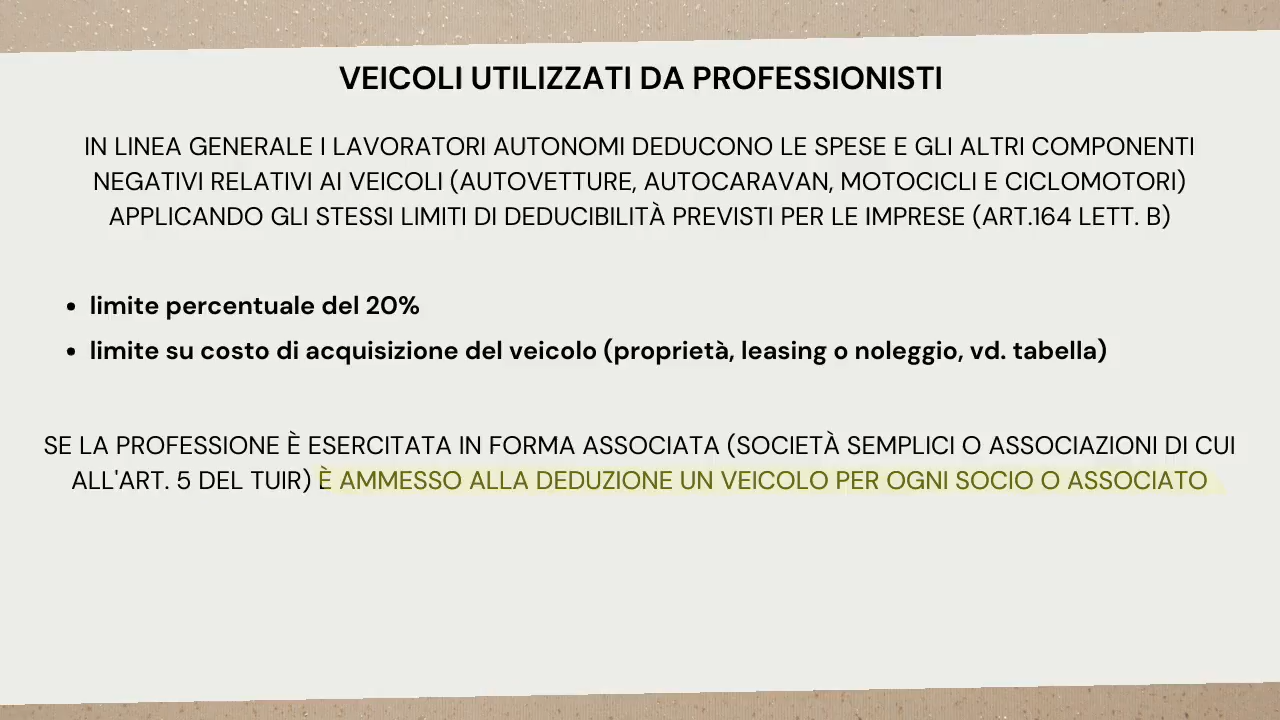 VEICOLI UTILIZZATI DA PROFESSIONISTI
IN LINEA GENERALE I LAVORATORI AUTONOMI DEDUCONO LE SPESE E GLI ALTRI COMPONENTI
NEGATIVI RELATIVI AI VEICOLI (AUTOVETTURE, AUTOCARAVAN, MOTOCICLI E CICLOMOTORI)
APPLICANDO GLI STESSI LIMITI DI DEDUCIBILITÀ PREVISTI PER LE IMPRESE (ART.164 LETT. B)
• limite percentuale del 20%
• limite su costo di acquisizione del veicolo (proprietà, leasing o noleggio, vd. tabella)
SE LA PROFESSIONE È ESERCITATA IN FORMA ASSOCIATA (SOCIETÀ SEMPLICI O ASSOCIAZIONI DI CUI
ALL'ART. 5 DEL TUIR) È AMMESSO ALLA DEDUZIONE UN VEICOLO PER OGNI SOCIO O ASSOCIATO